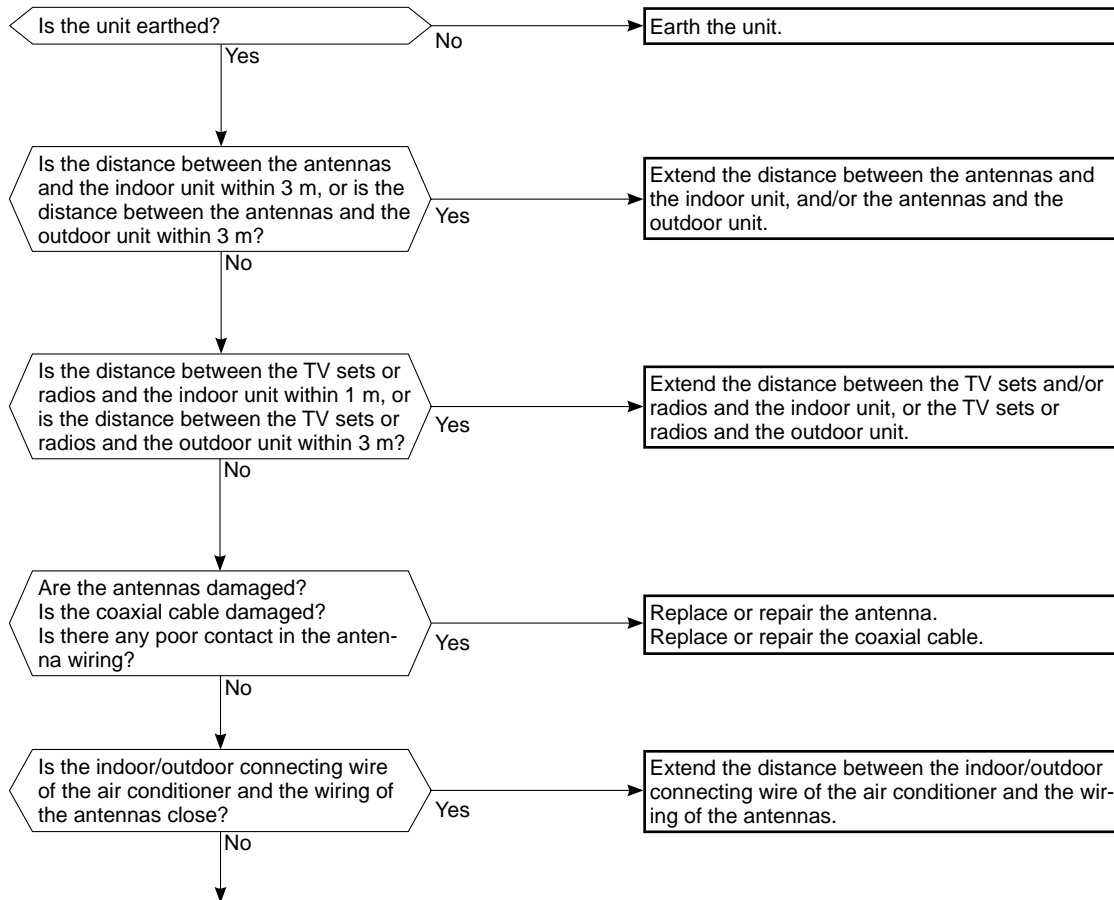 Is the unit earthed?
No
Earth the unit.
Yes
Is the distance between the antennas
and the indoor unit within 3 m, or is the
distance between the antennas and the
outdoor unit within 3 m?
Yes
Extend the distance between the antennas and
the indoor unit, and/or the antennas and the
outdoor unit.
No
Is the distance between the TV sets or
radios and the indoor unit within 1 m, or
is the distance between the TV sets or
radios and the outdoor unit within 3 m?
Yes
Extend the distance between the TV sets and/or
radios and the indoor unit, or the TV sets or
radios and the outdoor unit.
No
Are the antennas damaged?
Is the coaxial cable damaged?
Is there any poor contact in the anten-
na wiring?
Yes
Replace or repair the antenna.
Replace or repair the coaxial cable.
No
Is the indoor/outdoor connecting wire
of the air conditioner and the wiring of
the antennas close?
Yes
Extend the distance between the indoor/outdoor
connecting wire of the air conditioner and the wir-
ing of the antennas.
No